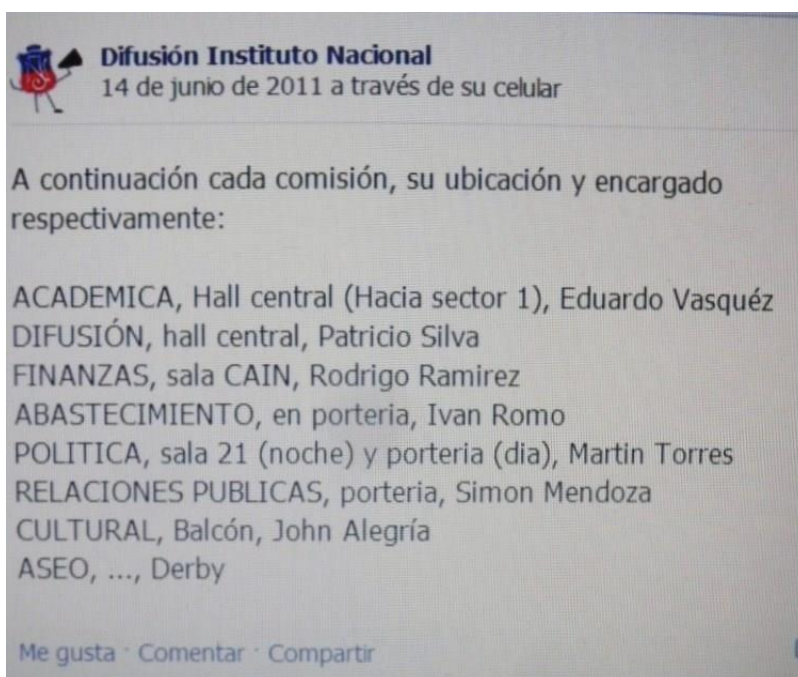 Difusión Instituto Nacional
14 de junio de 2011 a través de su celular
A continuación cada comisión, su ubicación y encargado
respectivamente:
ACADEMICA, Hall central (Hacia sector 1), Eduardo Vasquéz
DIFUSIÓN, hall central, Patricio Silva
FINANZAS, sala CAIN, Rodrigo Ramirez
ABASTECIMIENTO, en porteria, Ivan Romo
POLITICA, sala 21 (noche) y porteria (dia), Martin Torres
RELACIONES PUBLICAS, porteria, Simon Mendoza
CULTURAL, Balcón, John Alegría
ASEO, ..., Derby
Me gusta · Comentar · Compartir